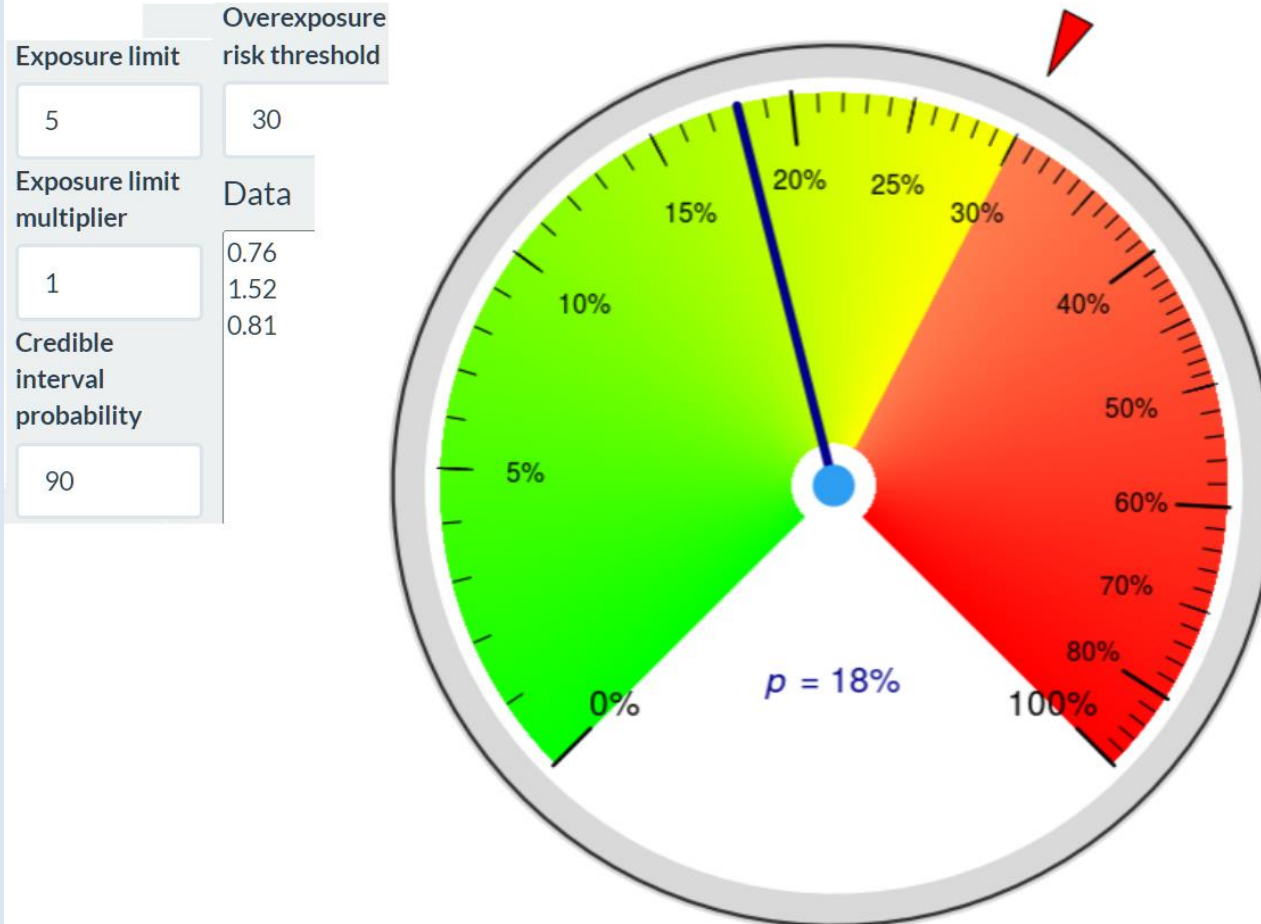 Exposure limit
5
Exposure limit
multiplier
1
Credible
interval
probability
90
Overexposure
risk threshold
30
Data
0.76
1.52
0.81
0%
5%
10%
15%
20%
25%
30%
40%
50%
60%
70%
80%
100%
p = 18%